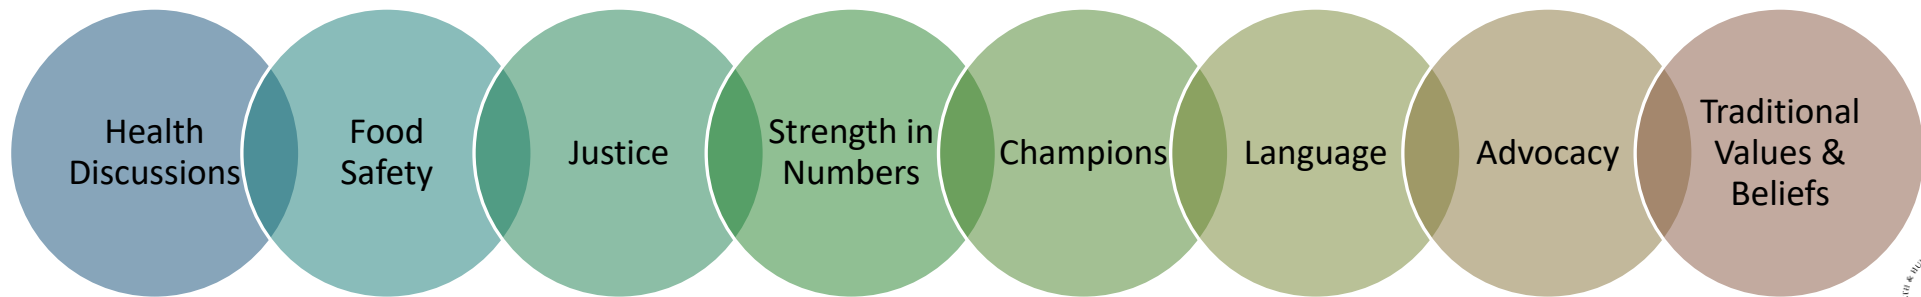 Health
Discussions
Food
Safety
Justice
Strength in
Numbers
Champions
Language
Advocacy
Traditional
Values &
Beliefs